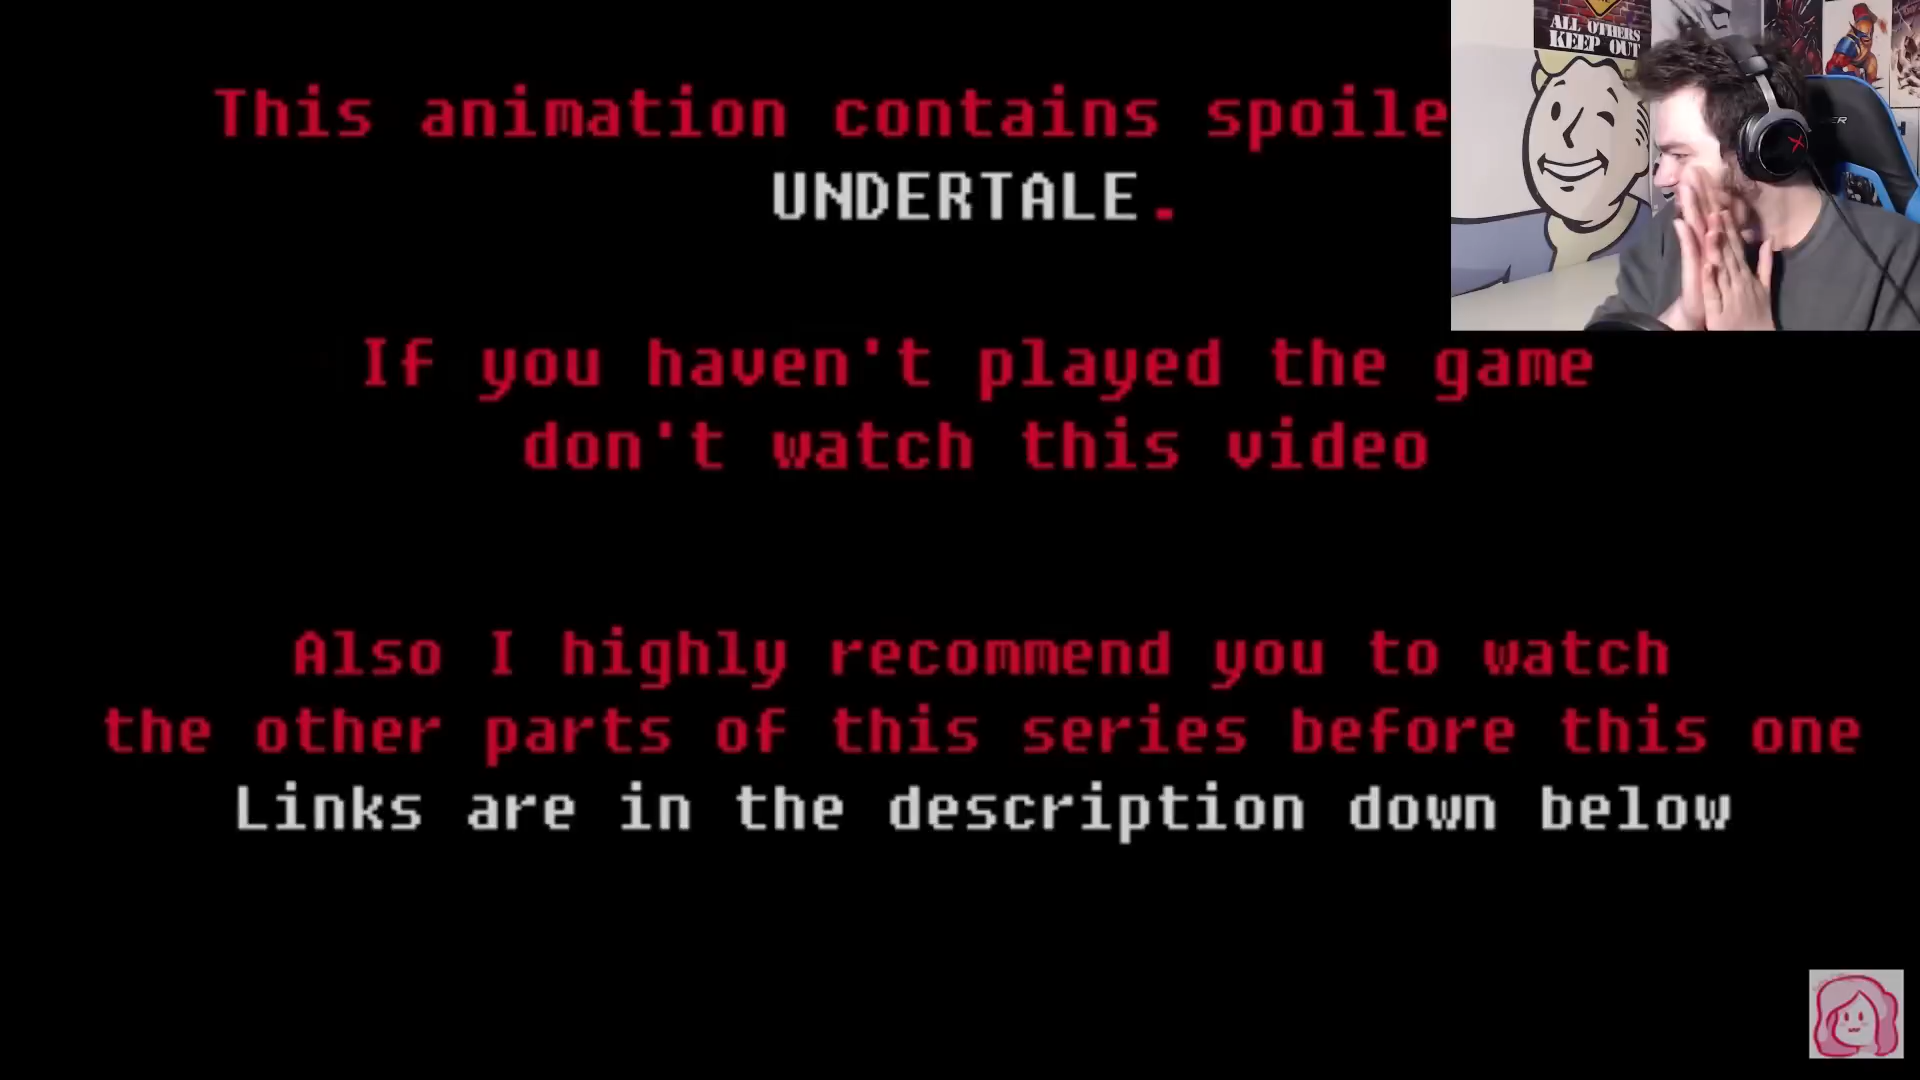 This animation contains
UNDERTALE.
If you haven't played the game
don't watch this video
Also I highly recommend you to watch
the other parts of this series before this one
Links are in the description down below
ALL OTHERS
KEEP OUT